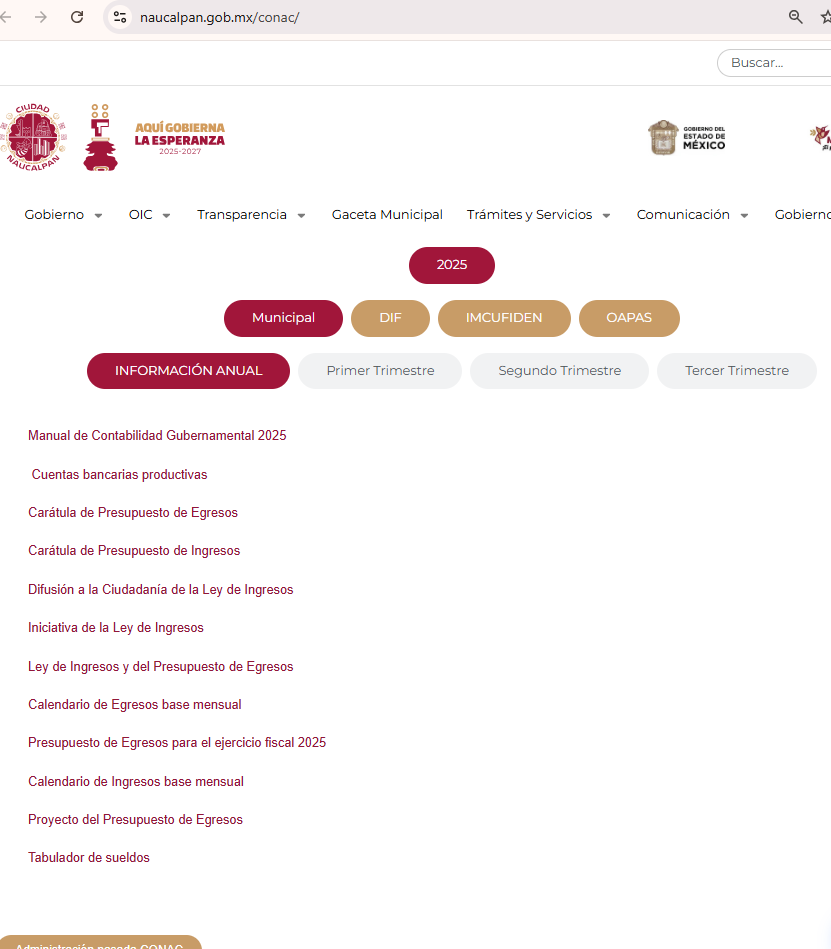 naucalpan.gob.mx/conac/
Buscar...
CIUDAD
NAUCALPAN
AQUÍ GOBIERNA
LA ESPERANZA
2025-2027
GOBIERNO DEL
ESTADO DE
MÉXICO
Gobierno
OIC
Transparencia
Gaceta Municipal
Trámites y Servicios
Comunicación
Gobierno
2025
Municipal
DIF
IMCUFIDEN
OAPAS
INFORMACIÓN ANUAL
Primer Trimestre
Segundo Trimestre
Tercer Trimestre
Manual de Contabilidad Gubernamental 2025
Cuentas bancarias productivas
Carátula de Presupuesto de Egresos
Carátula de Presupuesto de Ingresos
Difusión a la Ciudadanía de la Ley de Ingresos
Iniciativa de la Ley de Ingresos
Ley de Ingresos y del Presupuesto de Egresos
Calendario de Egresos base mensual
Presupuesto de Egresos para el ejercicio fiscal 2025
Calendario de Ingresos base mensual
Proyecto del Presupuesto de Egresos
Tabulador de sueldos
Administración pasada CONAC